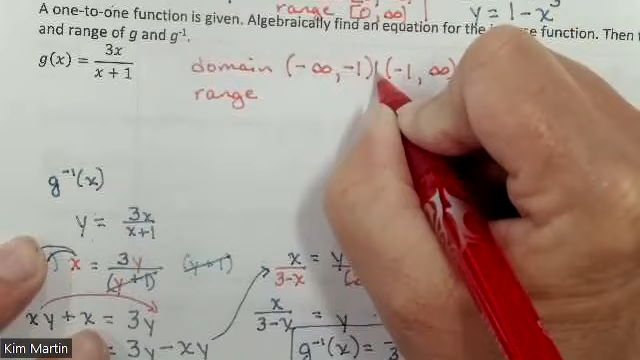 range [0, ∞]
y = 1 - x³
A one-to-one function is given. Algebraically find an equation for the function. Then
and range of g and g⁻¹.
g(x) = 3x / x + 1
domain (-∞, -1) (-1, ∞)
range
g⁻¹(x)
y = 3x / x+1
x = 3y / (y+1) (y+1)
xy + x = 3y
= 3y - xy
x / 3-x = y
x / 3-x = y
g⁻¹(x) =
Kim Martin